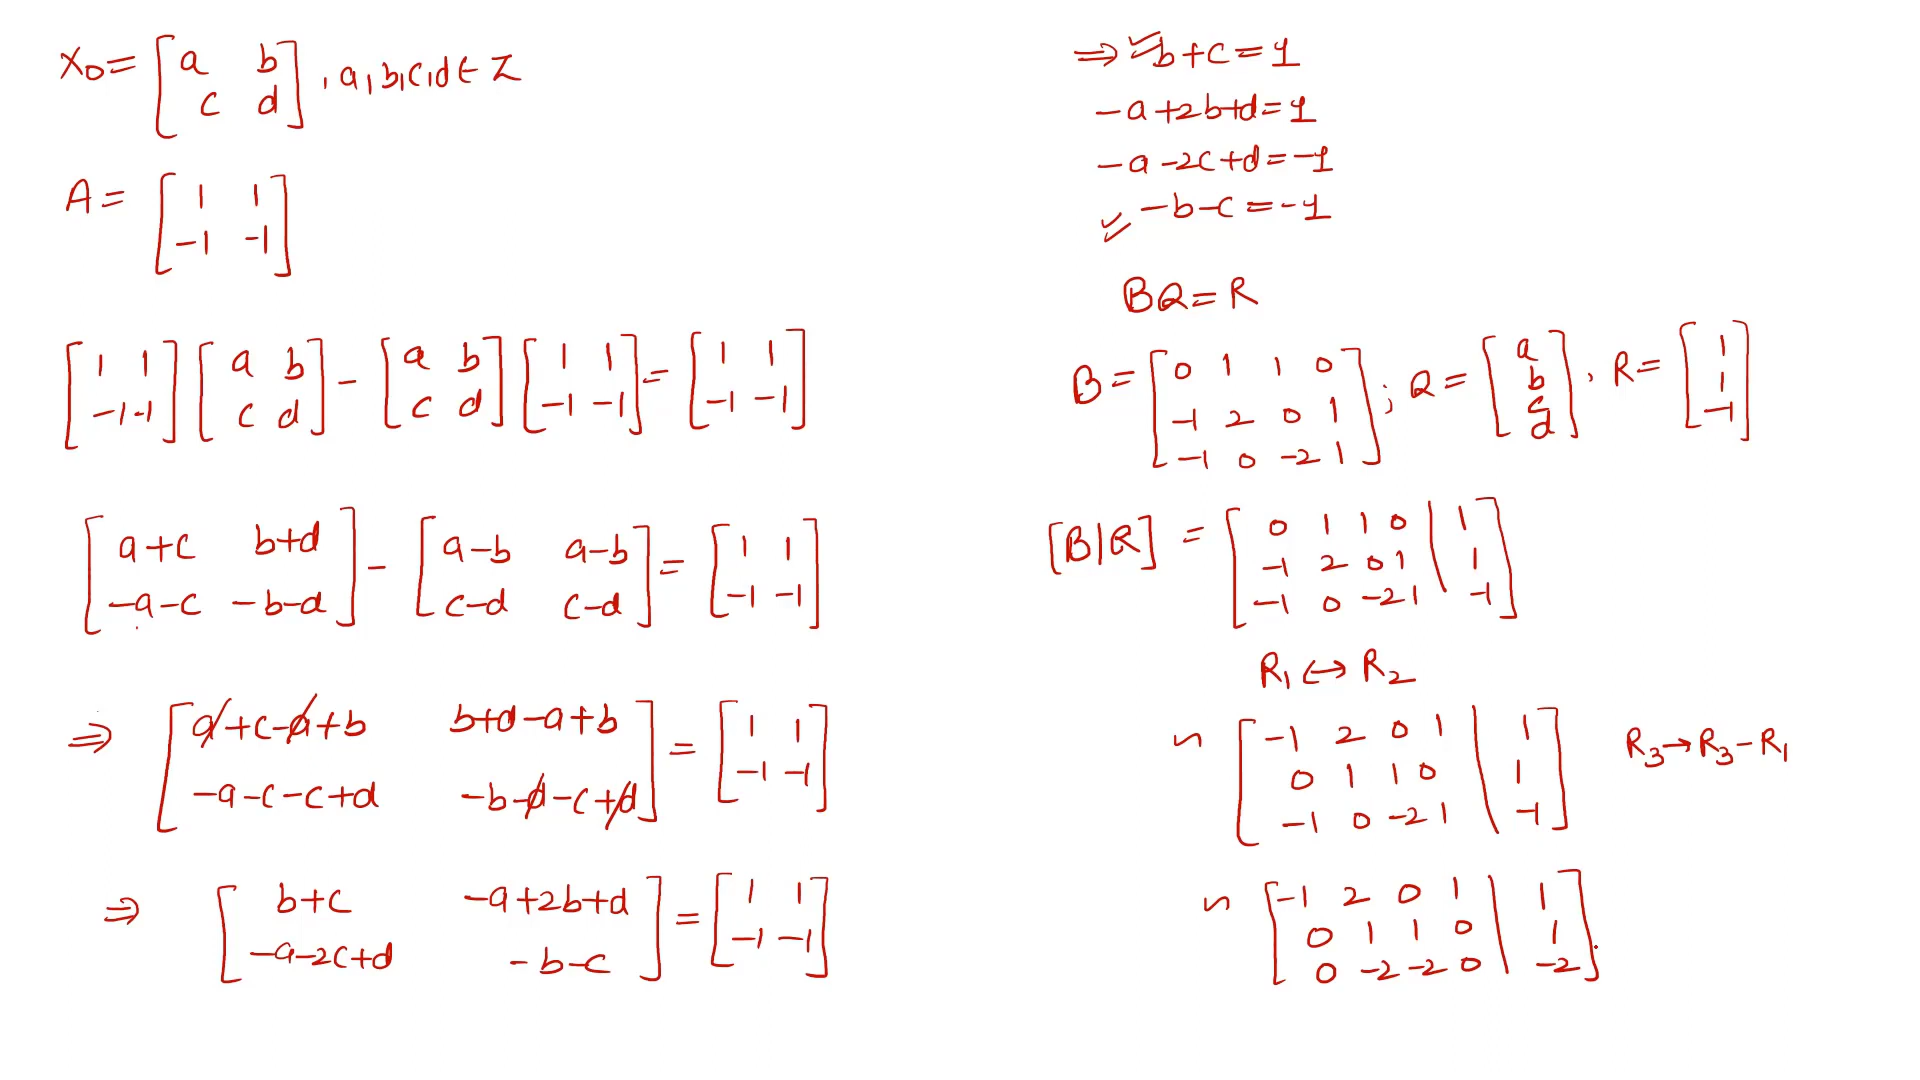 X₀ = [a b
c d] , a, b, c, d ∈ Z
A = [1 1
-1 -1]
[1 1 [a b - [a b [1 1 = [1 1
-1 -1] c d] c d] -1 -1] -1 -1]
[a+c b+d - [a-b a-b = [1 1
-a-c -b-d] c-d c-d] -1 -1]
⇒ [a+c-a+b b+d-a+b = [1 1
-a-c-c+d -b-d-c+d] -1 -1]
⇒ [b+c -a+2b+d = [1 1
-a-2c+d -b-c] -1 -1]
⇒ b+c = 1
-a+2b+d = 1
-a-2c+d = -1
-b-c = -1
BQ = R
B = [0 1 1 0 ; Q = [a , R = [1
-1 2 0 1 b 1
-1 0 -2 1] c -1]
d]
[B|R] = [0 1 1 0 | 1
-1 2 0 1 | 1
-1 0 -2 1 | -1]
R₁ ↔ R₂
~ [-1 2 0 1 | 1 R₃ → R₃ - R₁
0 1 1 0 | 1
-1 0 -2 1 | -1]
~ [-1 2 0 1 | 1
0 1 1 0 | 1
0 -2 -2 0 | -2]